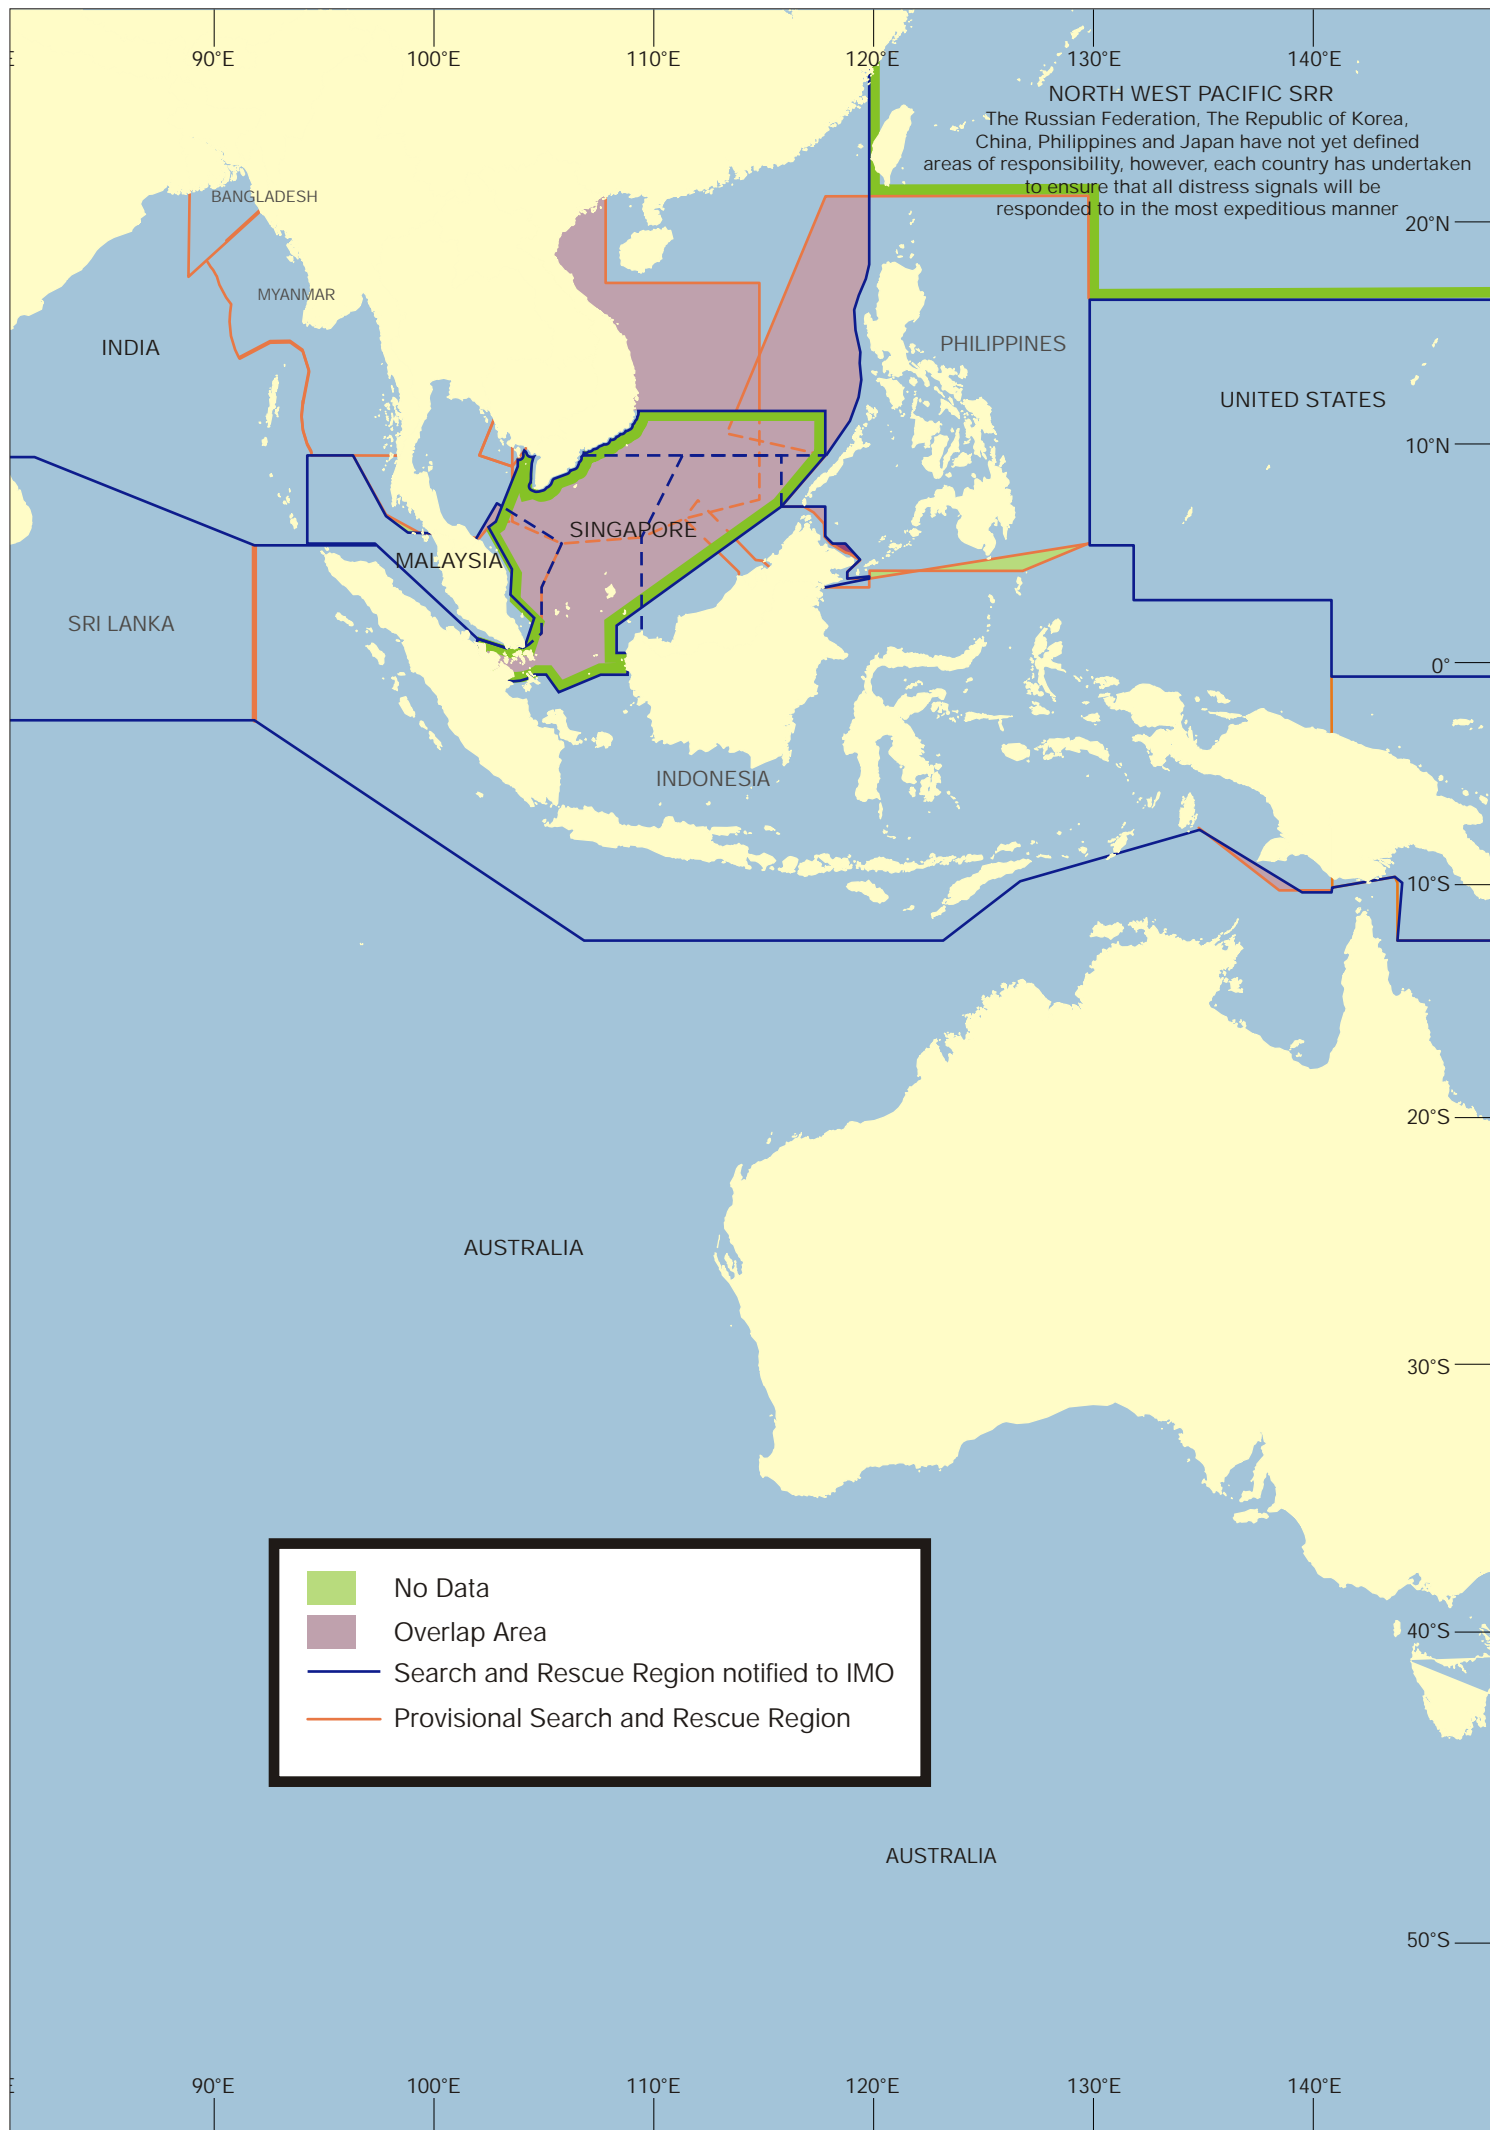 90°E
100°E
110°E
120°E
130°E
140°E
NORTH WEST PACIFIC SRR
The Russian Federation, The Republic of Korea,
China, Philippines and Japan have not yet defined
areas of responsibility, however, each country has undertaken
to ensure that all distress signals will be
responded to in the most expeditious manner
BANGLADESH
20°N
MYANMAR
INDIA
PHILIPPINES
UNITED STATES
10°N
SINGAPORE
MALAYSIA
SRI LANKA
0°
INDONESIA
10°S
20°S
AUSTRALIA
30°S
No Data
Overlap Area
Search and Rescue Region notified to IMO
Provisional Search and Rescue Region
40°S
AUSTRALIA
50°S
90°E
100°E
110°E
120°E
130°E
140°E